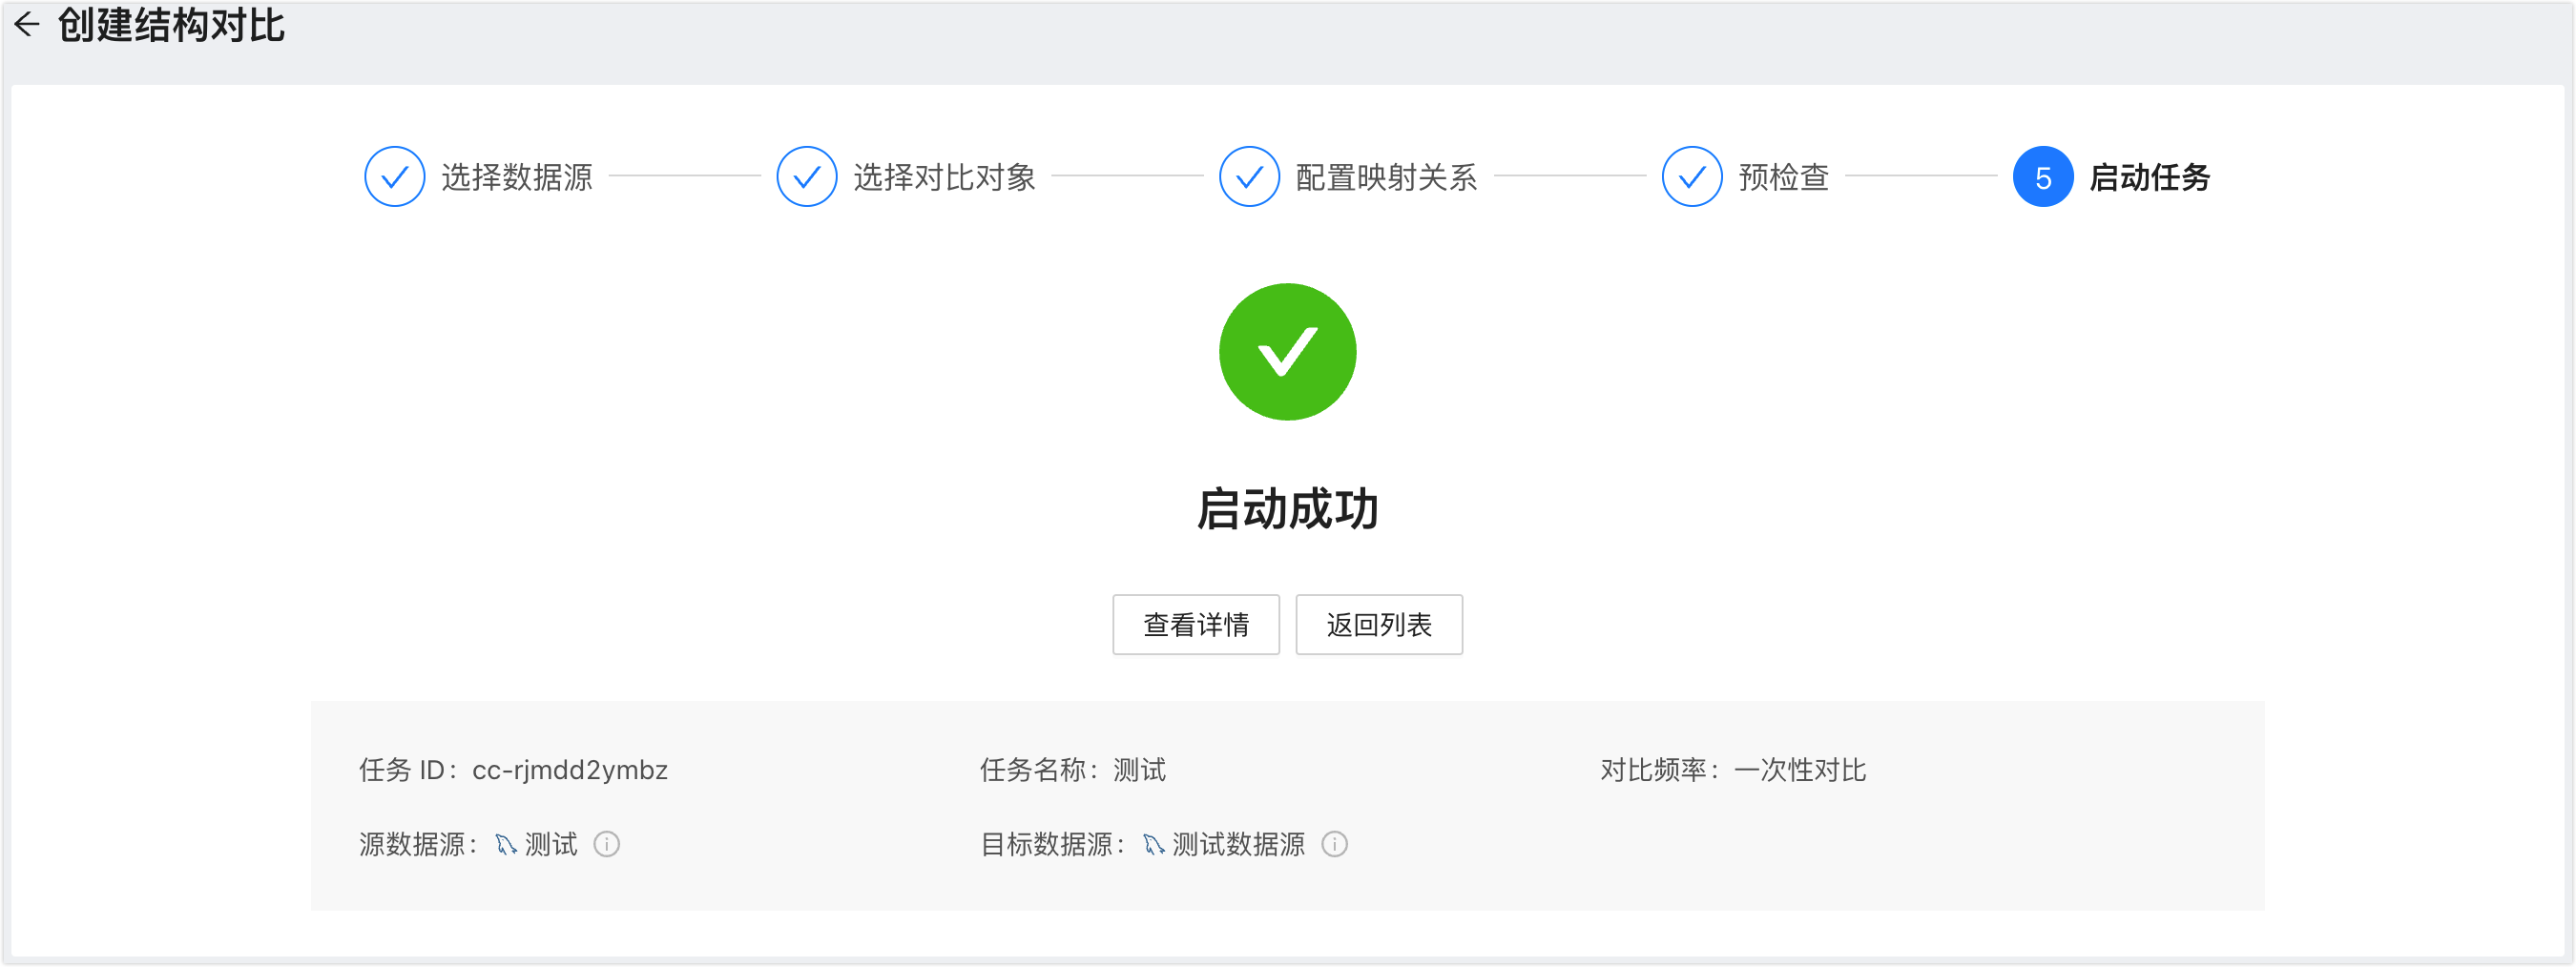 创建结构对比
选择数据源 选择对比对象 配置映射关系 预检查 5 启动任务
启动成功
查看详情 返回列表
任务 ID：cc-rjmdd2ymbz 任务名称：测试 对比频率：一次性对比
源数据源：测试 目标数据源：测试数据源